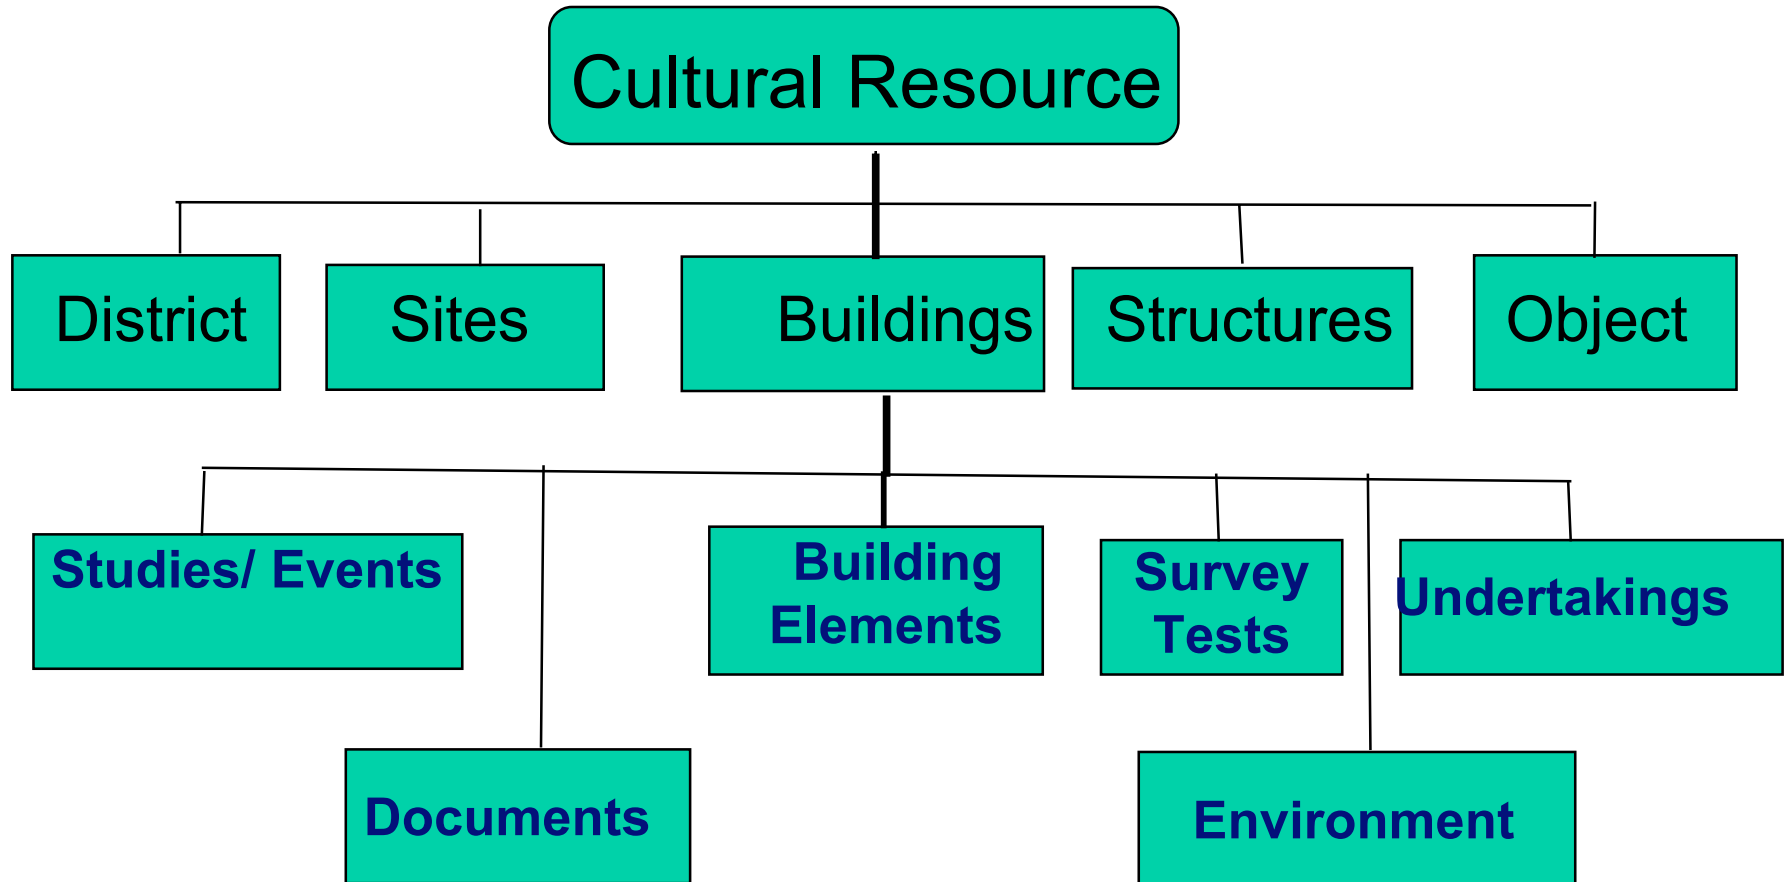 Cultural Resource
District
Sites
Buildings
Structures
Object
Studies/ Events
Building
Elements
Survey
Tests
Undertakings
Documents
Environment